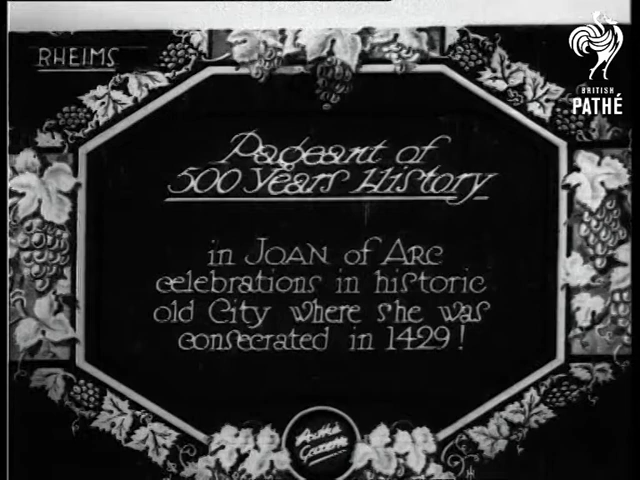 RHEIMS
BRITISH
PATHÉ
Pageant of
500 Years History
in JOAN of ARC
celebrations in historic
old City where she was
consecrated in 1429!
Pathé
Gazette